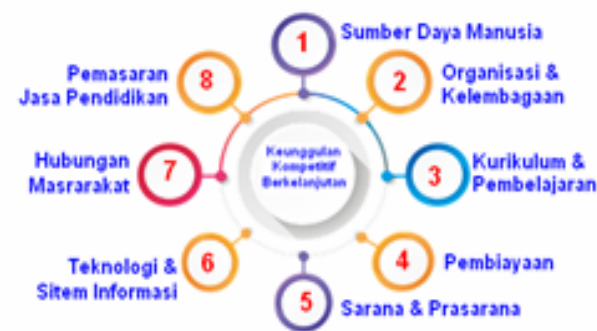 1
Sumber Daya Manusia
2
Organisasi &
Kelembagaan
3
Kurikulum &
Pembelajaran
4
Pembiayaan
5
Sarana & Prasarana
6
Teknologi &
Sitem Informasi
7
Hubungan
Masrarakat
8
Pemasaran
Jasa Pendidikan
Keunggulan
Kompetitif
Berkelanjutan